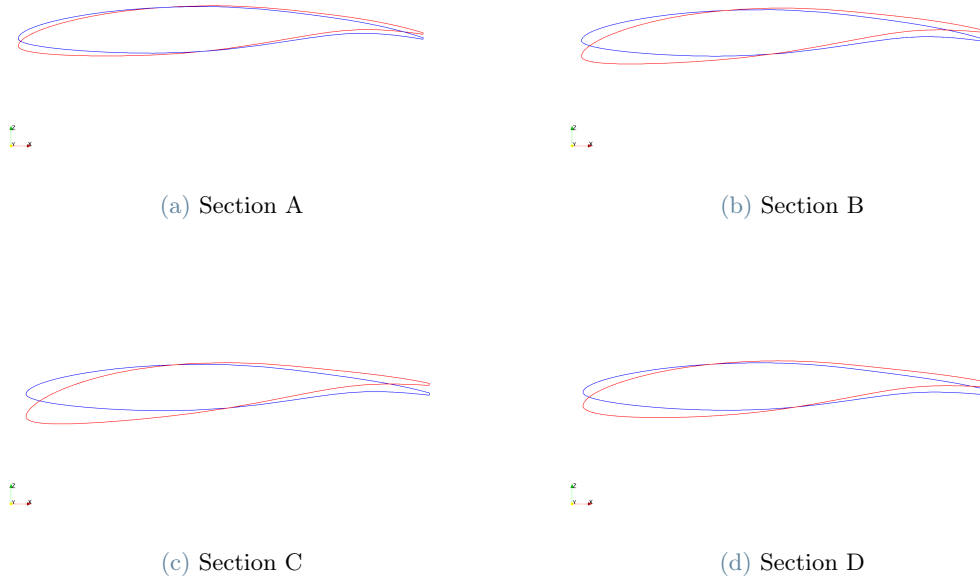 Z
Y X
Z
Y X
(a) Section A
(b) Section B
Z
Y X
Z
Y X
(c) Section C
(d) Section D